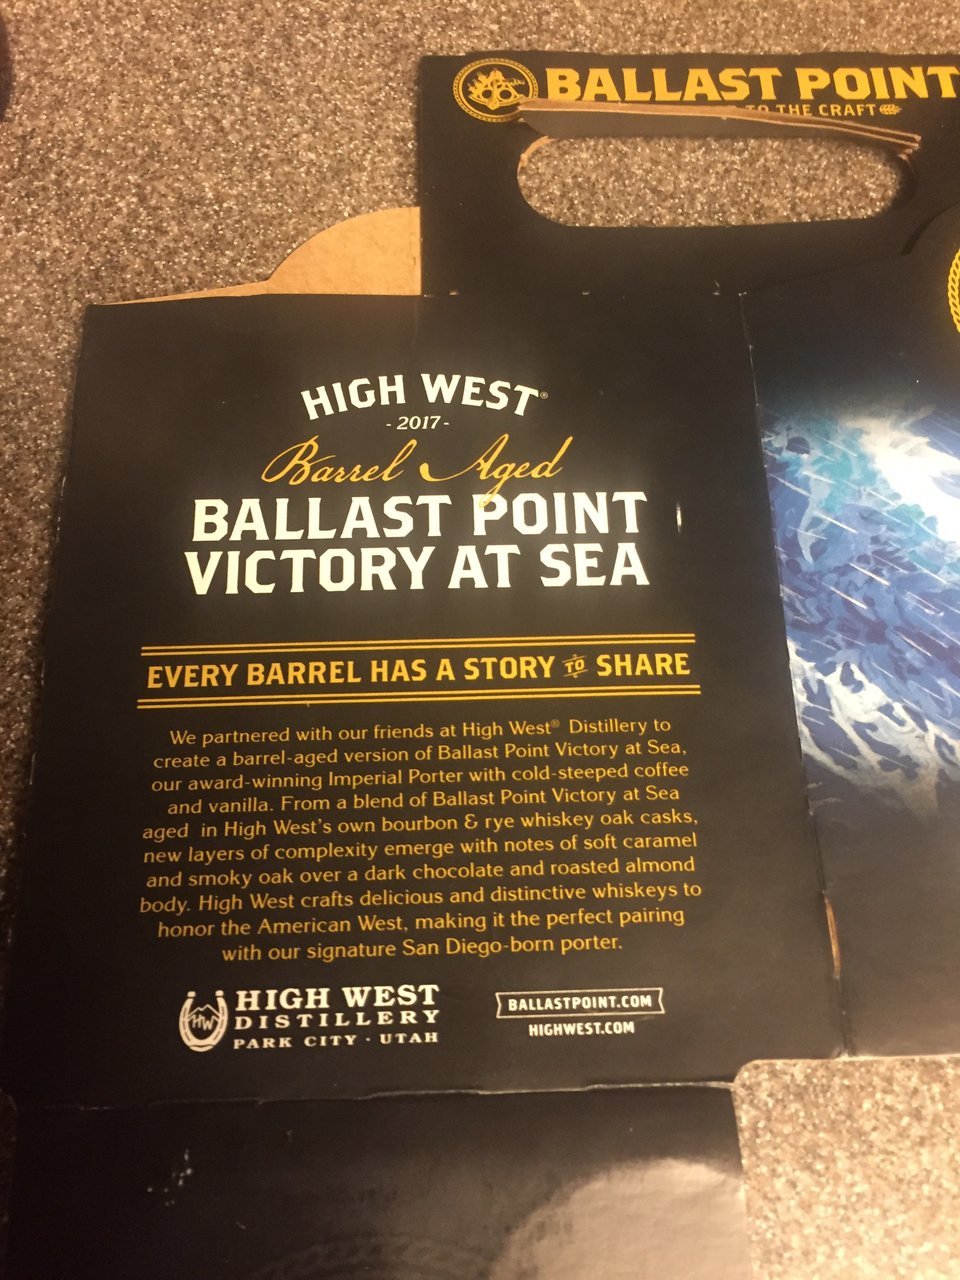 BALLAST POINT
TO THE CRAFT
HIGH WEST®
- 2017 -
Barrel Aged
BALLAST POINT
VICTORY AT SEA
EVERY BARREL HAS A STORY TO SHARE
We partnered with our friends at High West® Distillery to
create a barrel-aged version of Ballast Point Victory at Sea,
our award-winning Imperial Porter with cold-steeped coffee
and vanilla. From a blend of Ballast Point Victory at Sea
aged in High West's own bourbon & rye whiskey oak casks,
new layers of complexity emerge with notes of soft caramel
and smoky oak over a dark chocolate and roasted almond
body. High West crafts delicious and distinctive whiskeys to
honor the American West, making it the perfect pairing
with our signature San Diego-born porter.
HW
HIGH WEST
DISTILLERY
PARK CITY · UTAH
BALLASTPOINT.COM
HIGHWEST.COM